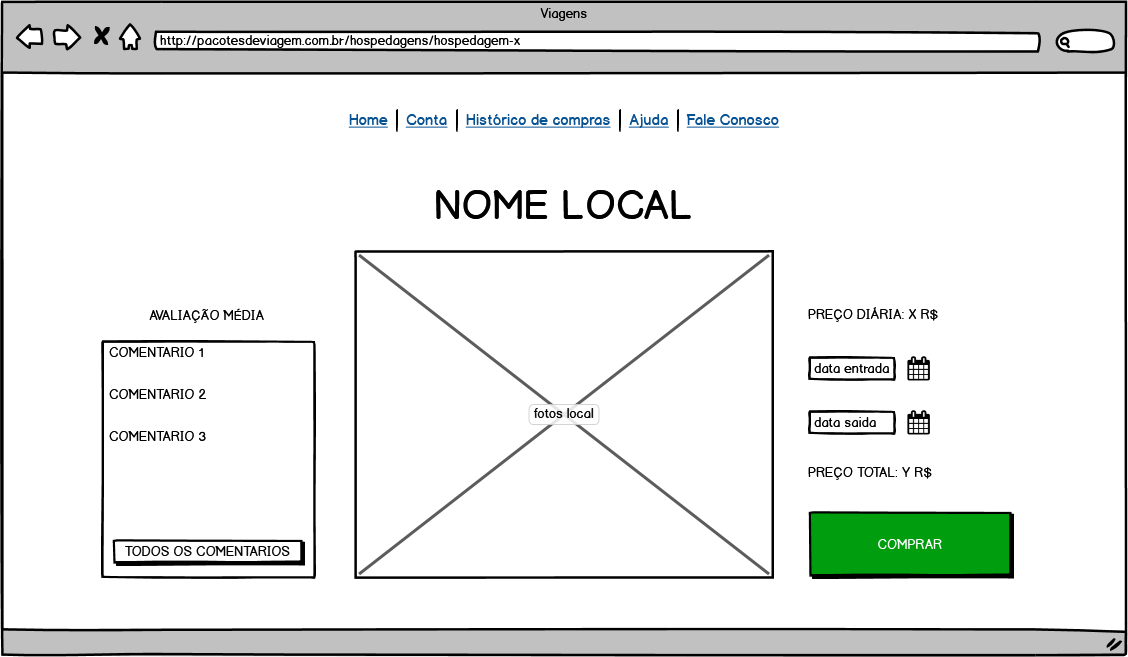 Viagens
http://pacotesdeviagem.com.br/hospedagens/hospedagem-x
Home | Conta | Histórico de compras | Ajuda | Fale Conosco
NOME LOCAL
AVALIAÇÃO MÉDIA
COMENTARIO 1
COMENTARIO 2
COMENTARIO 3
TODOS OS COMENTARIOS
fotos local
PREÇO DIÁRIA: X R$
data entrada
data saida
PREÇO TOTAL: Y R$
COMPRAR